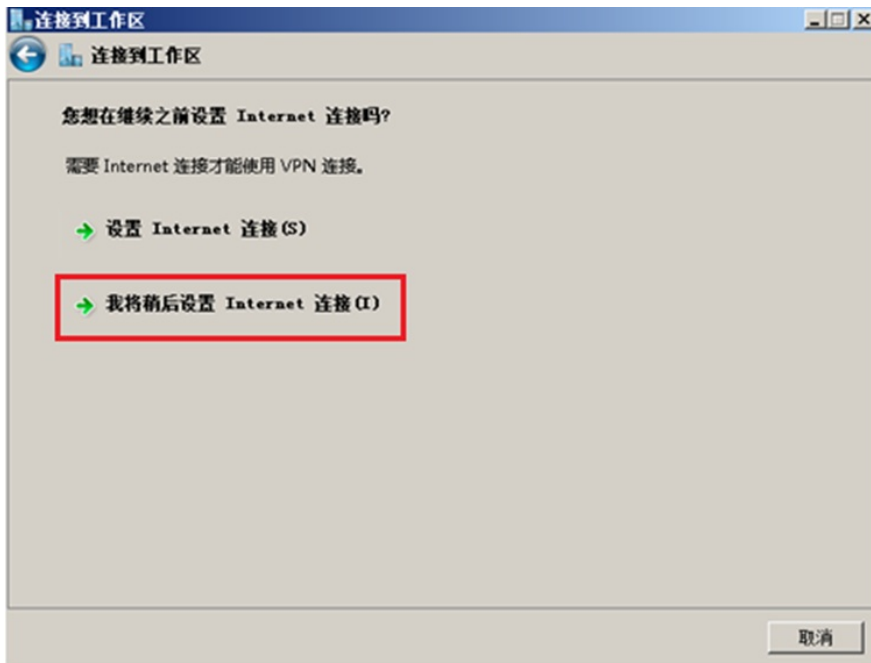 连接到工作区
连接到工作区
您想在继续之前设置 Internet 连接吗?
需要 Internet 连接才能使用 VPN 连接。
设置 Internet 连接(S)
我将稍后设置 Internet 连接(I)
取消